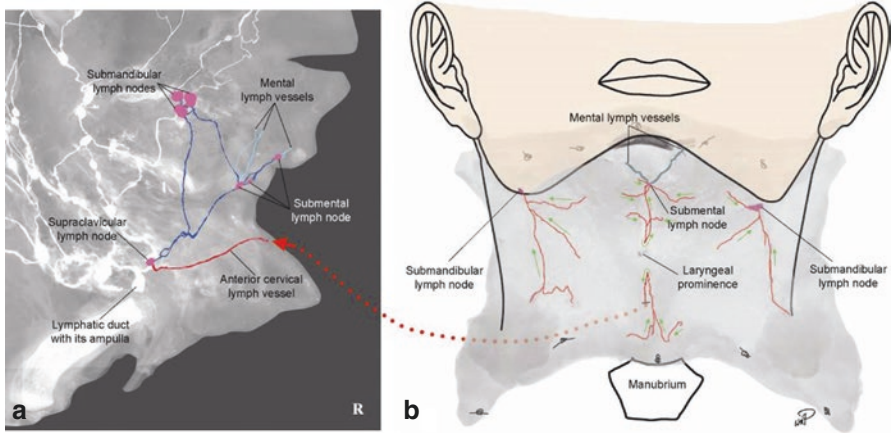 Submandibular
lymph nodes
Mental
lymph vessels
Submental
lymph node
Supraclavicular
lymph node
Anterior cervical
lymph vessel
Lymphatic duct
with its ampulla
R
a
Mental lymph vessels
Submental
lymph node
Submandibular
lymph node
Laryngeal
prominence
Submandibular
lymph node
Manubrium
b